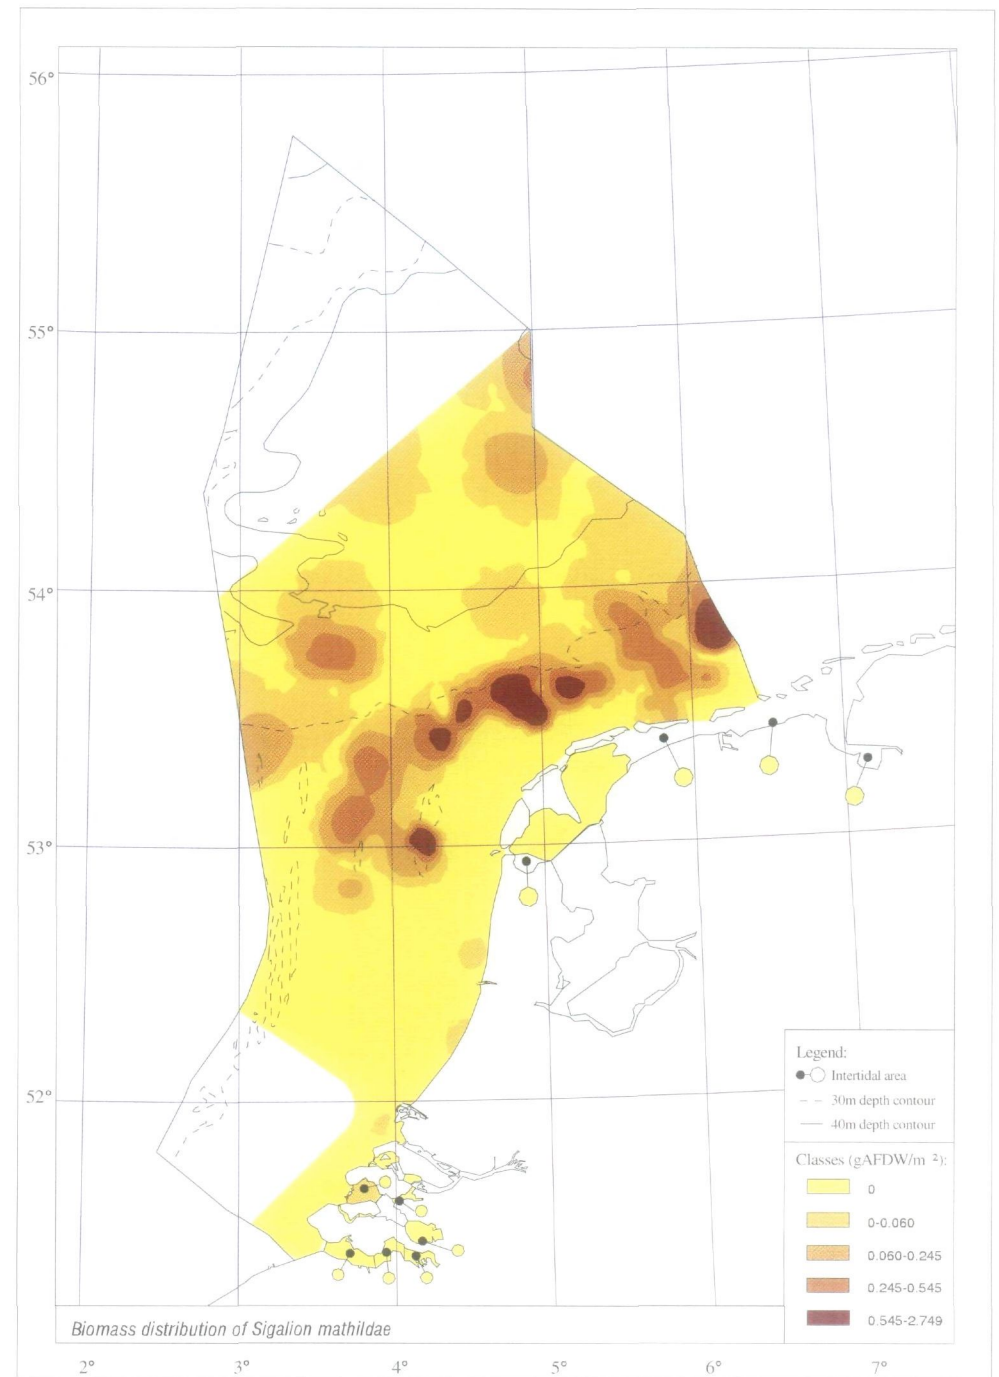 56°
55°
54°
53°
52°
Legend:
Intertidal area
30m depth contour
40m depth contour
Classes (gAFDW/m ²):
0
0-0.060
0.060-0.245
0.245-0.545
0.545-2.749
Biomass distribution of Sigalion mathildae
2° 3° 4° 5° 6° 7°